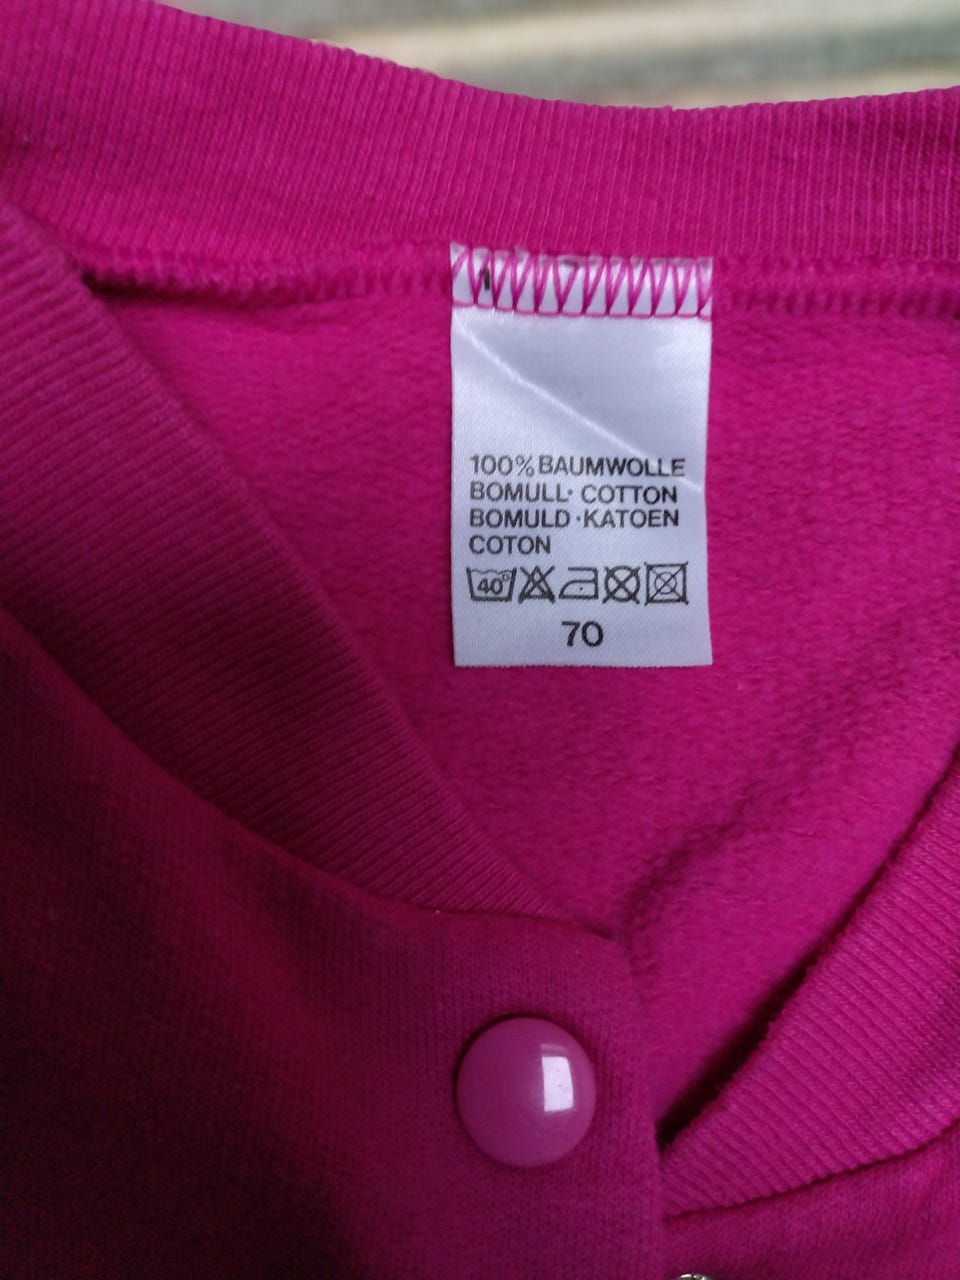 100% BAUMWOLLE
BOMULL· COTTON
BOMULD ·KATOEN
COTON
40°
70